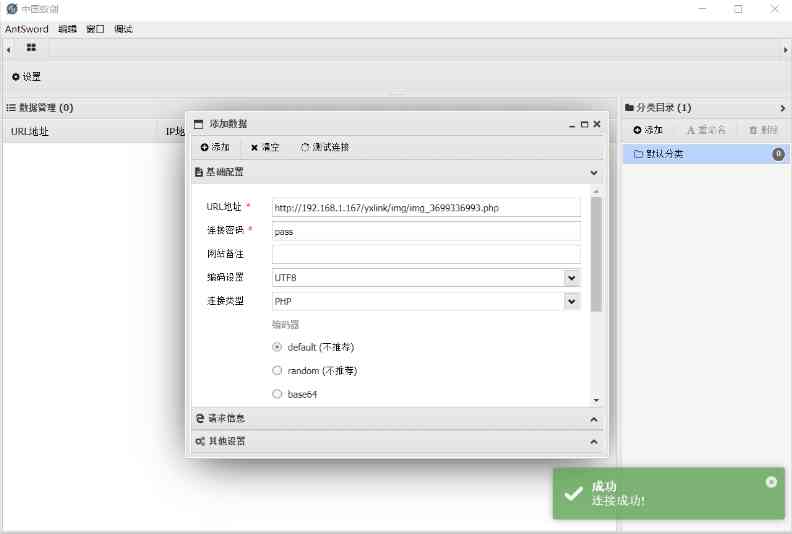 中国蚁剑
AntSword 编辑 窗口 调试
设置
数据管理 (0)
URL地址 IP地
分类目录 (1)
添加 重命名 删除
默认分类 0
添加数据
添加 清空 测试连接
基础配置
URL地址 * http://192.168.1.167/yxlink/img/img_3699336993.php
连接密码 * pass
网站备注
编码设置 UTF8
连接类型 PHP
编码器
default (不推荐)
random (不推荐)
base64
请求信息
其他设置
成功
连接成功!